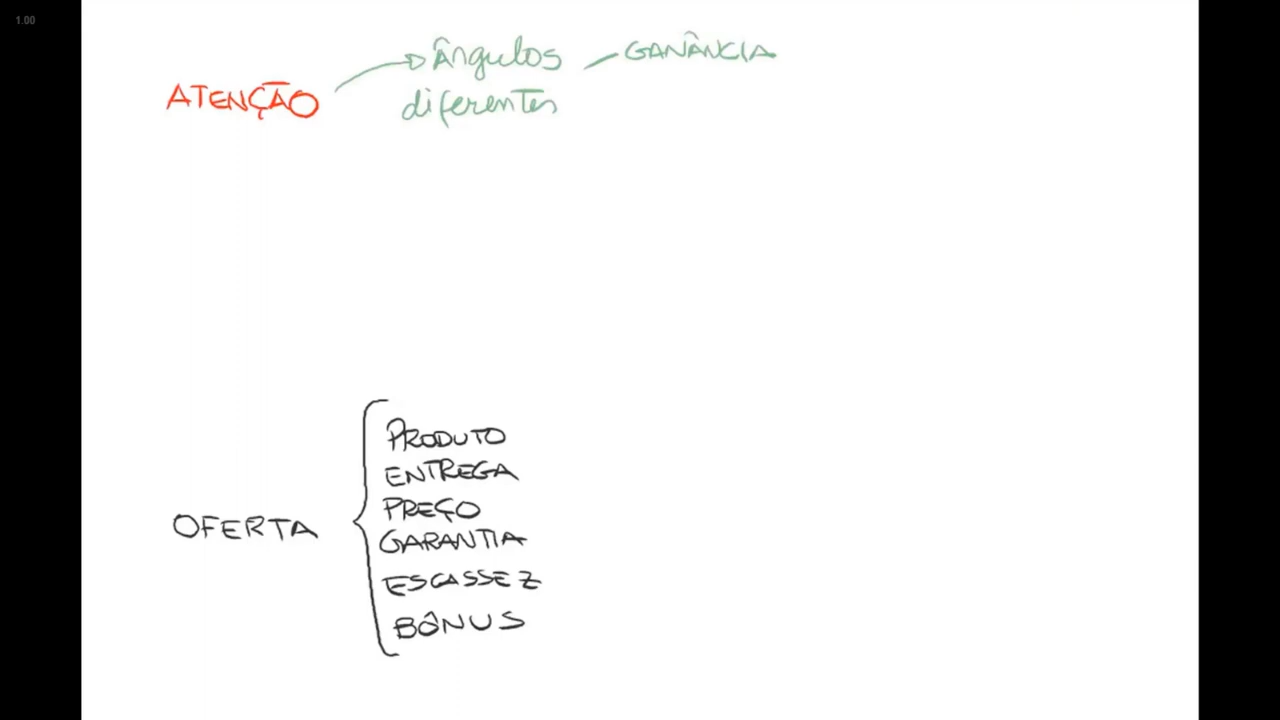 1.00
ATENÇÃO
Ângulos
diferentes
GANÂNCIA
OFERTA
PRODUTO
ENTREGA
PREÇO
GARANTIA
ESCASSEZ
BÔNUS